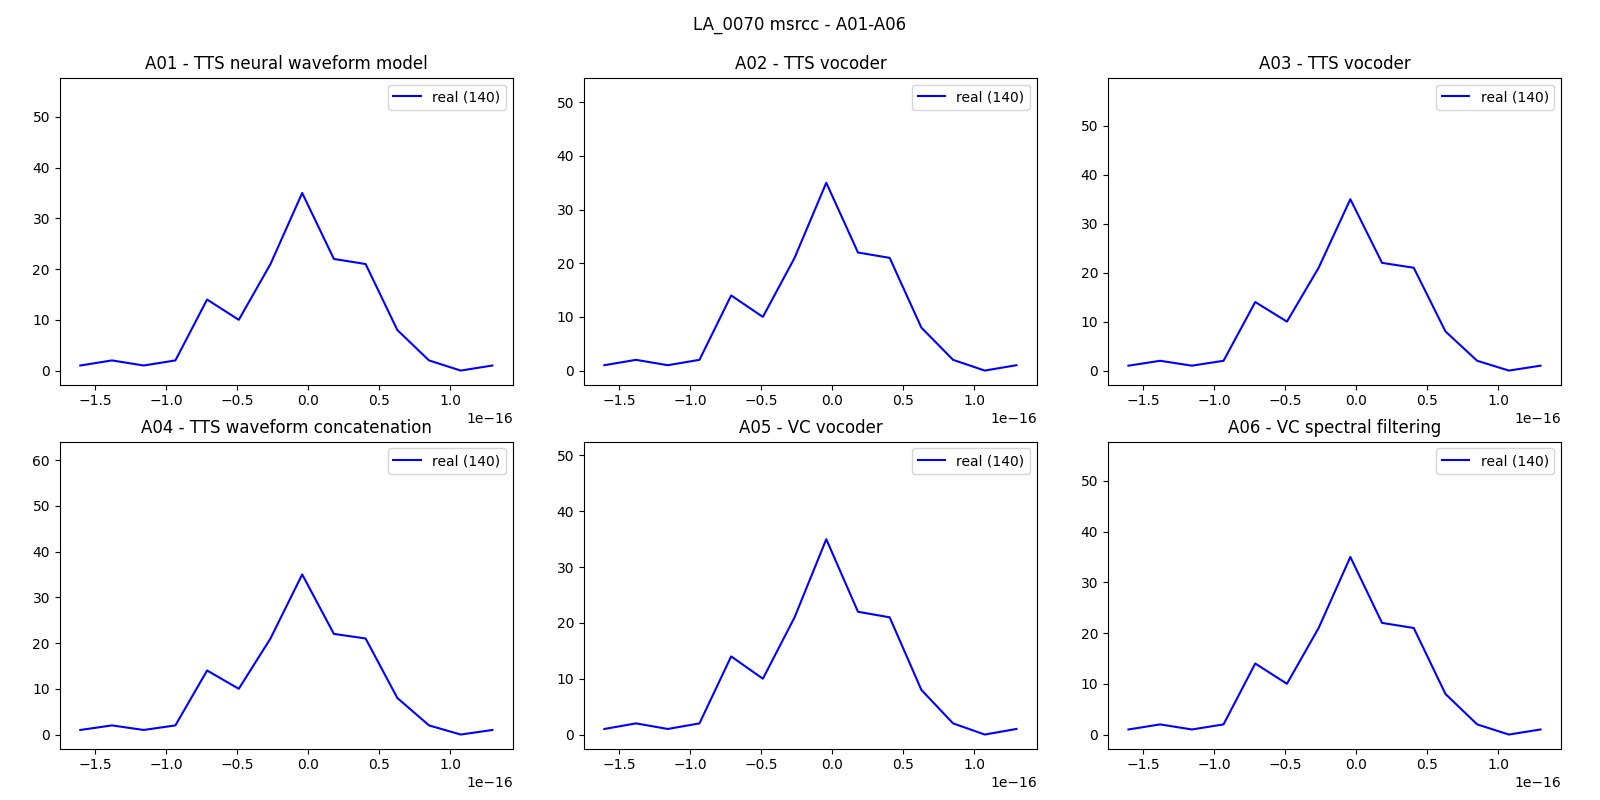 LA_0070 msrcc - A01-A06
A01 - TTS neural waveform model
real (140)
50
40
30
20
10
0
−1.5 −1.0 −0.5 0.0 0.5 1.0
1e−16
A02 - TTS vocoder
real (140)
50
40
30
20
10
0
−1.5 −1.0 −0.5 0.0 0.5 1.0
1e−16
A03 - TTS vocoder
real (140)
50
40
30
20
10
0
−1.5 −1.0 −0.5 0.0 0.5 1.0
1e−16
A04 - TTS waveform concatenation
real (140)
60
50
40
30
20
10
0
−1.5 −1.0 −0.5 0.0 0.5 1.0
1e−16
A05 - VC vocoder
real (140)
50
40
30
20
10
0
−1.5 −1.0 −0.5 0.0 0.5 1.0
1e−16
A06 - VC spectral filtering
real (140)
50
40
30
20
10
0
−1.5 −1.0 −0.5 0.0 0.5 1.0
1e−16